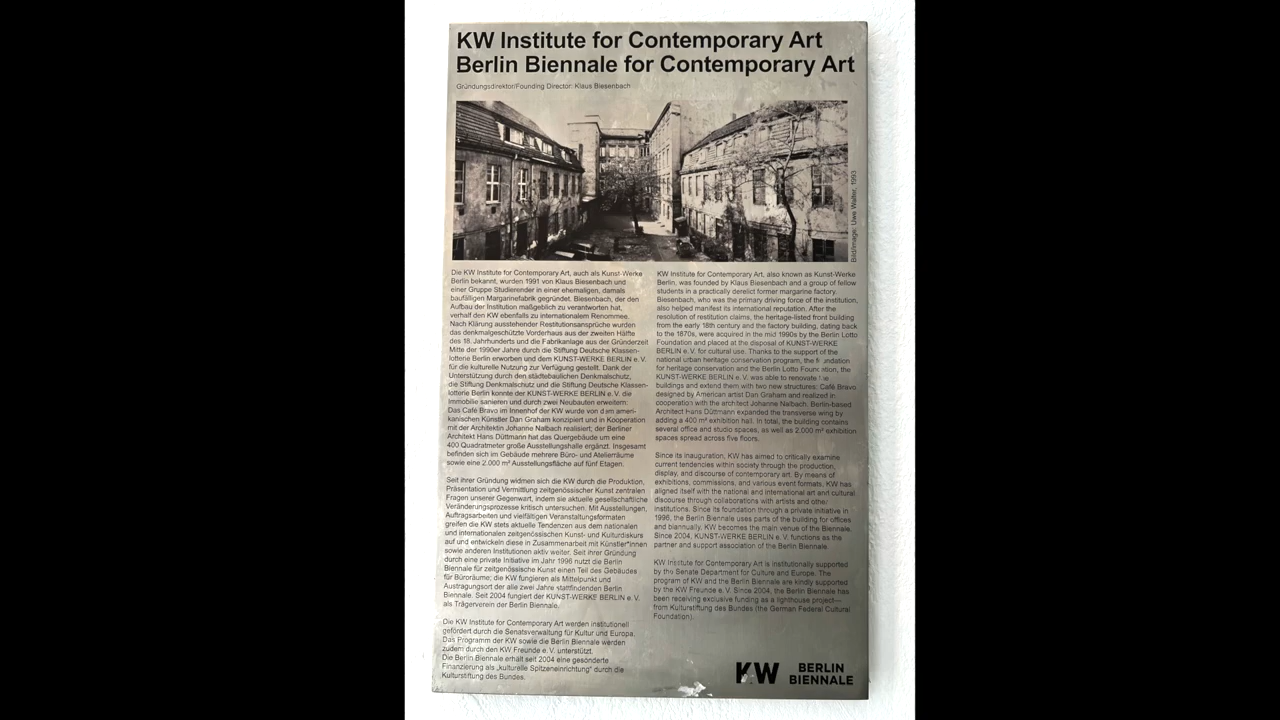 KW Institute for Contemporary Art
Berlin Biennale for Contemporary Art
Gründungsdirektor/Founding Director: Klaus Biesenbach
Bild/Image: Uwe Walter, 1993
Die KW Institute for Contemporary Art, auch als Kunst-Werke
Berlin bekannt, wurden 1991 von Klaus Biesenbach und
einer Gruppe Studierender in einer ehemaligen, damals
baufälligen Margarinefabrik gegründet. Biesenbach, der den
Aufbau der Institution maßgeblich zu verantworten hat,
verhalf den KW ebenfalls zu internationalem Renommee.
Nach Klärung ausstehender Restitutionsansprüche wurden
das denkmalgeschützte Vorderhaus aus der zweiten Hälfte
des 18. Jahrhunderts und die Fabrikanlage aus der Gründerzeit
Mitte der 1990er Jahre durch die Stiftung Deutsche Klassen-
lotterie Berlin erworben und dem KUNST-WERKE BERLIN e. V.
für die kulturelle Nutzung zur Verfügung gestellt. Dank der
Unterstützung durch den städtebaulichen Denkmalschutz,
die Stiftung Denkmalschutz und die Stiftung Deutsche Klassen-
lotterie Berlin konnte der KUNST-WERKE BERLIN e. V. die
Immobilie sanieren und durch zwei Neubauten erweitern:
Das Café Bravo im Innenhof der KW wurde von dem ameri-
kanischen Künstler Dan Graham konzipiert und in Kooperation
mit der Architektin Johanne Nalbach realisiert; der Berliner
Architekt Hans Düttmann hat das Quergebäude um eine
400 Quadratmeter große Ausstellungshalle ergänzt. Insgesamt
befinden sich im Gebäude mehrere Büro- und Atelierräume
sowie eine 2.000 m² Ausstellungsfläche auf fünf Etagen.
Seit ihrer Gründung widmen sich die KW durch die Produktion,
Präsentation und Vermittlung zeitgenössischer Kunst zentralen
Fragen unserer Gegenwart, indem sie aktuelle gesellschaftliche
Veränderungsprozesse kritisch untersuchen. Mit Ausstellungen,
Auftragsarbeiten und vielfältigen Veranstaltungsformaten
greifen die KW stets aktuelle Tendenzen aus dem nationalen
und internationalen zeitgenössischen Kunst- und Kulturdiskurs
auf und entwickeln diese in Zusammenarbeit mit Künstler*innen
sowie anderen Institutionen aktiv weiter. Seit ihrer Gründung
durch eine private Initiative im Jahr 1996 nutzt die Berlin
Biennale für zeitgenössische Kunst einen Teil des Gebäudes
für Büroräume; die KW fungieren als Mittelpunkt und
Austragungsort der alle zwei Jahre stattfindenden Berlin
Biennale. Seit 2004 fungiert der KUNST-WERKE BERLIN e. V.
als Trägerverein der Berlin Biennale.
Die KW Institute for Contemporary Art werden institutionell
gefördert durch die Senatsverwaltung für Kultur und Europa.
Das Programm der KW sowie die Berlin Biennale werden
zudem durch den KW Freunde e. V. unterstützt.
Die Berlin Biennale erhält seit 2004 eine gesonderte
Finanzierung als „kulturelle Spitzeneinrichtung“ durch die
Kulturstiftung des Bundes.
KW Institute for Contemporary Art, also known as Kunst-Werke
Berlin, was founded by Klaus Biesenbach and a group of fellow
students in a practically derelict former margarine factory.
Biesenbach, who was the primary driving force of the institution,
also helped manifest its international reputation. After the
resolution of restitution claims, the heritage-listed front building
from the early 18th century and the factory building, dating back
to the 1870s, were acquired in the mid 1990s by the Berlin Lotto
Foundation and placed at the disposal of KUNST-WERKE
BERLIN e. V. for cultural use. Thanks to the support of the
national urban heritage conservation program, the foundation
for heritage conservation and the Berlin Lotto Foundation, the
KUNST-WERKE BERLIN e. V. was able to renovate the
buildings and extend them with two new structures: Café Bravo
designed by American artist Dan Graham and realized in
cooperation with the architect Johanne Nalbach. Berlin-based
Architect Hans Düttmann expanded the transverse wing by
adding a 400 m² exhibition hall. In total, the building contains
several office and studio spaces, as well as 2,000 m² exhibition
spaces spread across five floors.
Since its inauguration, KW has aimed to critically examine
current tendencies within society through the production,
display, and discourse of contemporary art. By means of
exhibitions, commissions, and various event formats, KW has
aligned itself with the national and international art and cultural
discourse through collaborations with artists and other
institutions. Since its foundation through a private initiative in
1996, the Berlin Biennale uses parts of the building for offices
and biannually, KW becomes the main venue of the Biennale.
Since 2004, KUNST-WERKE BERLIN e. V. functions as the
partner and support association of the Berlin Biennale.
KW Institute for Contemporary Art is institutionally supported
by the Senate Department for Culture and Europe. The
program of KW and the Berlin Biennale are kindly supported
by the KW Freunde e. V. Since 2004, the Berlin Biennale has
been receiving exclusive funding as a lighthouse project—
from Kulturstiftung des Bundes (the German Federal Cultural
Foundation).
KW
BERLIN
BIENNALE